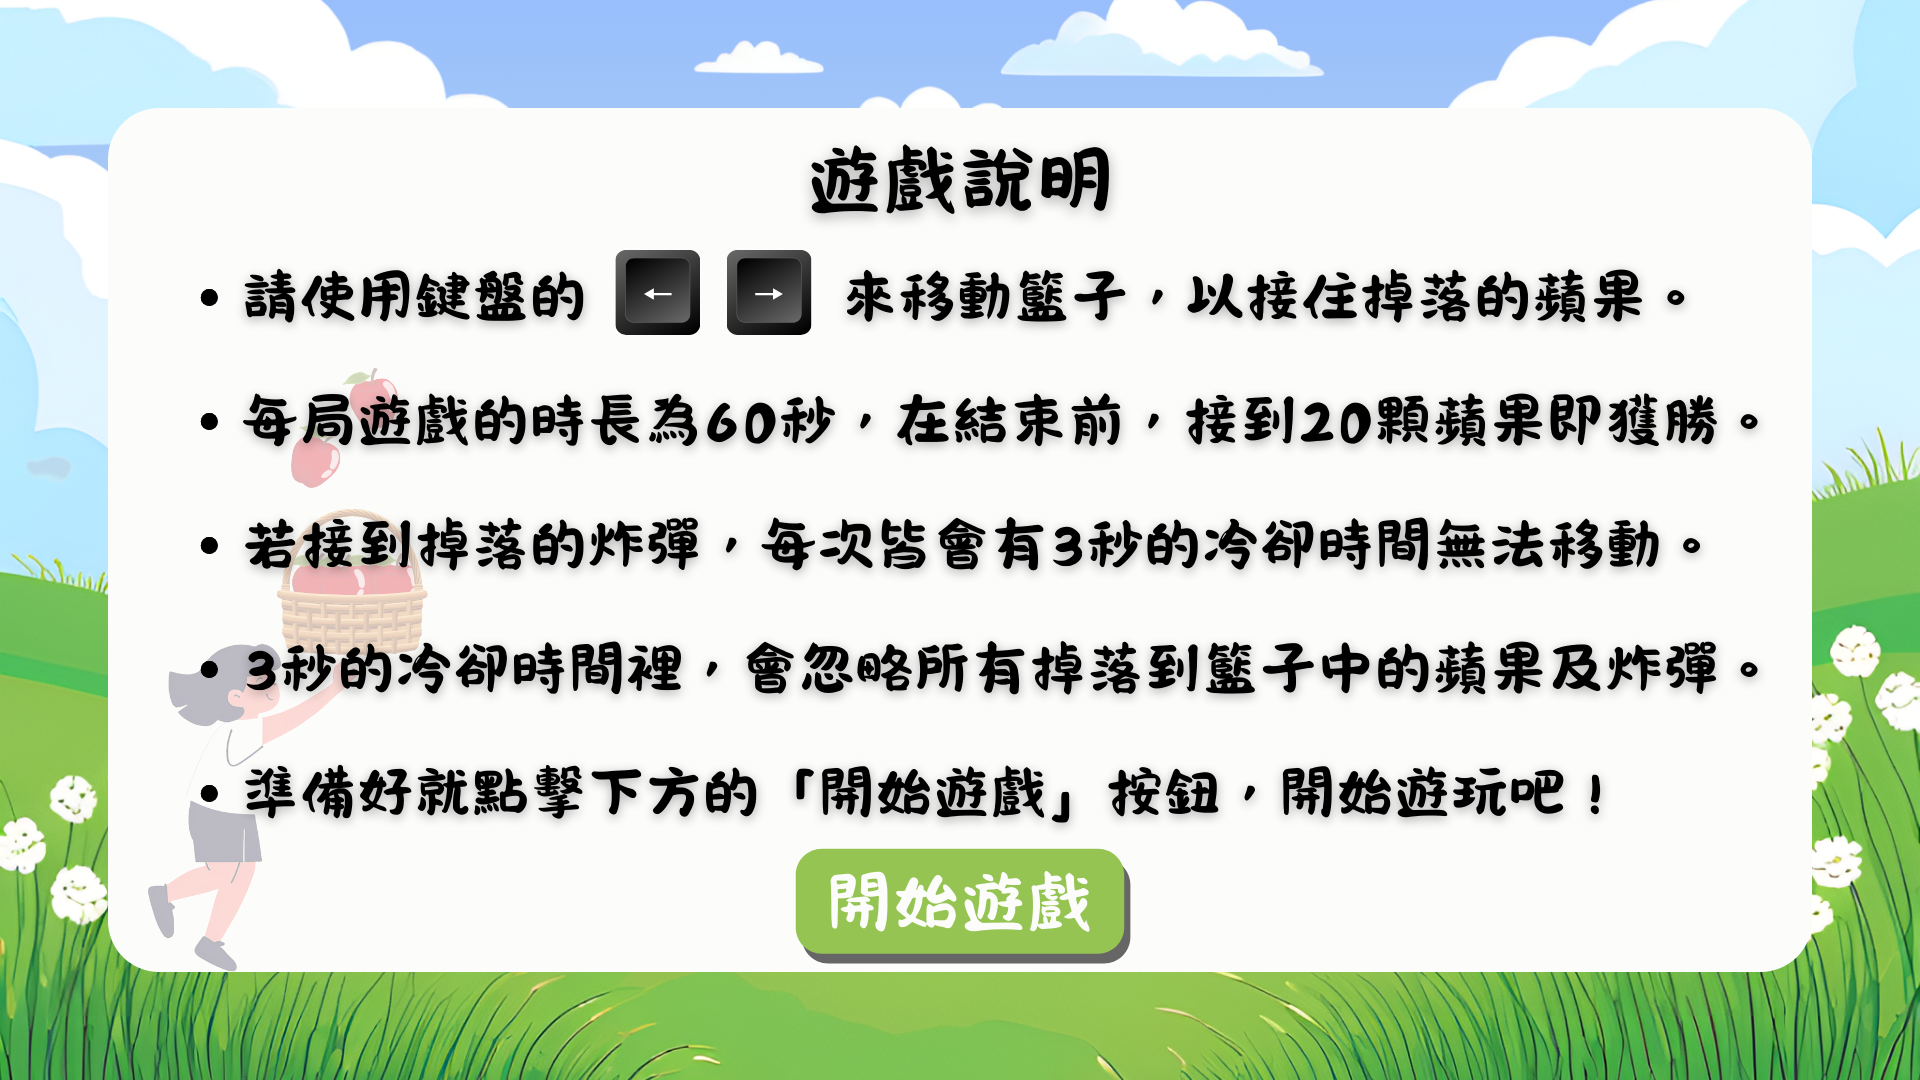 遊戲說明
• 請使用鍵盤的 ← → 來移動籃子，以接住掉落的蘋果。
• 每局遊戲的時長為60秒，在結束前，接到20顆蘋果即獲勝。
• 若接到掉落的炸彈，每次皆會有3秒的冷卻時間無法移動。
• 3秒的冷卻時間裡，會忽略所有掉落到籃子中的蘋果及炸彈。
• 準備好就點擊下方的「開始遊戲」按鈕，開始遊玩吧！
開始遊戲